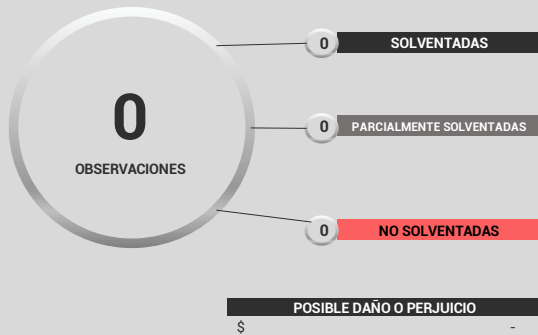 0 SOLVENTADAS
0
OBSERVACIONES
0 PARCIALMENTE SOLVENTADAS
0 NO SOLVENTADAS
POSIBLE DAÑO O PERJUICIO
$ -